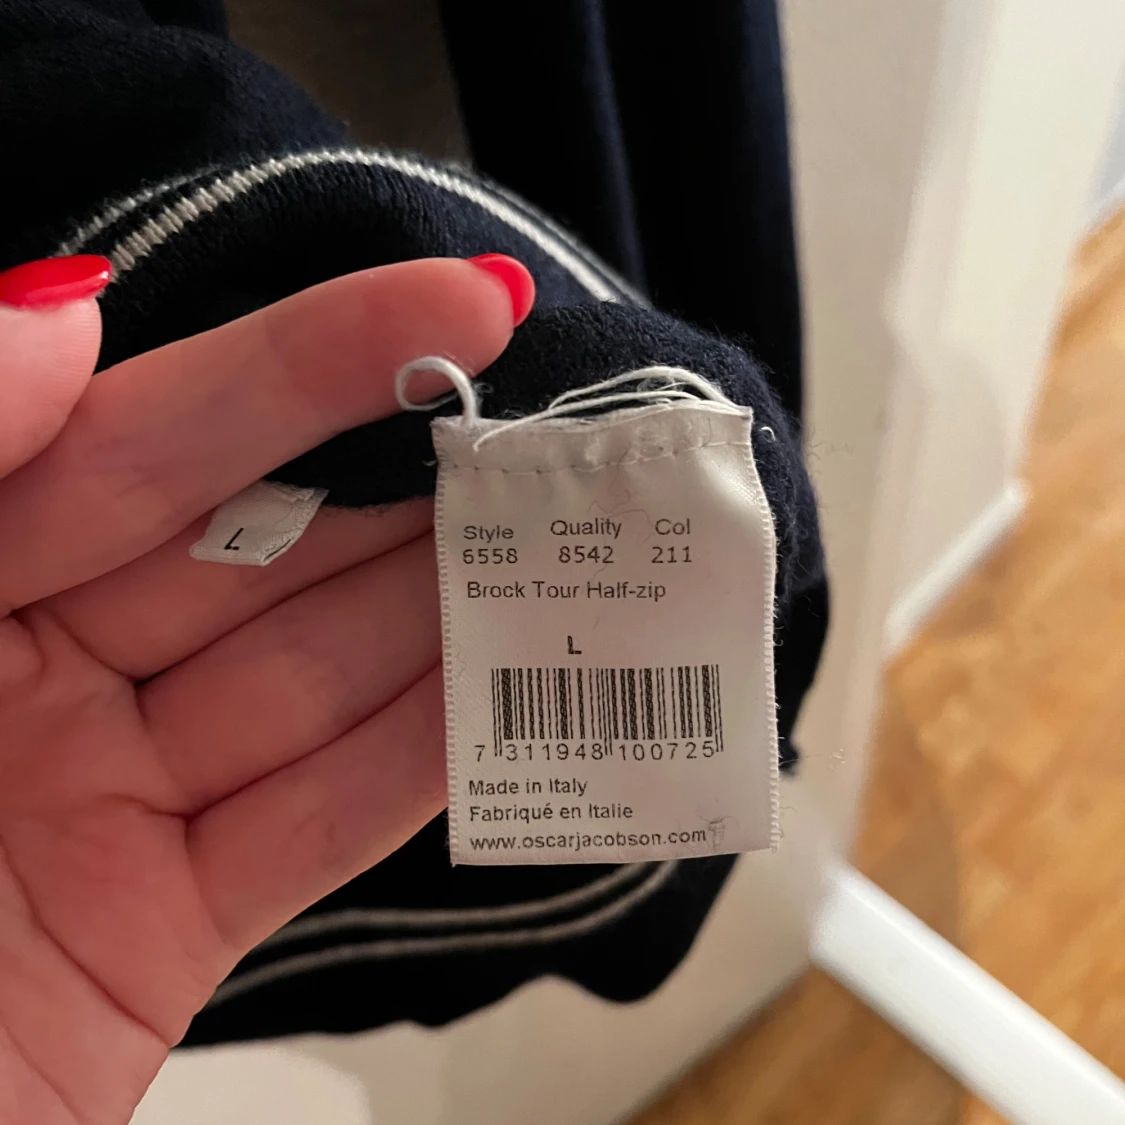 L
Style Quality Col
6558 8542 211
Brock Tour Half-zip
L
7 311948 100725
Made in Italy
Fabriqué en Italie
www.oscarjacobson.com